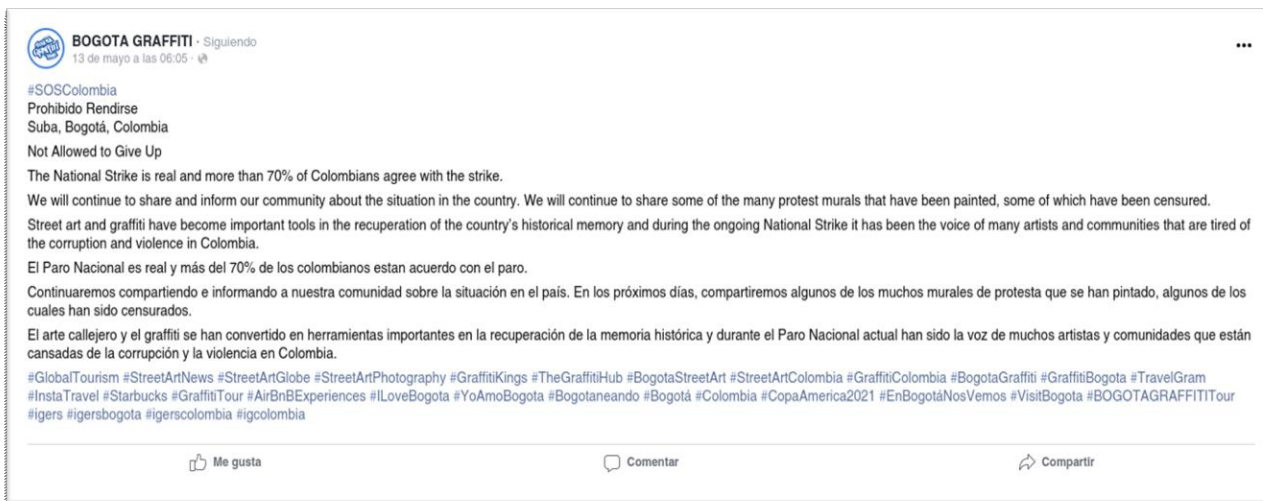 BOGOTA GRAFFITI · Siguiendo
13 de mayo a las 06:05 ·
#SOSColombia
Prohibido Rendirse
Suba, Bogotá, Colombia
Not Allowed to Give Up
The National Strike is real and more than 70% of Colombians agree with the strike.
We will continue to share and inform our community about the situation in the country. We will continue to share some of the many protest murals that have been painted, some of which have been censured.
Street art and graffiti have become important tools in the recuperation of the country's historical memory and during the ongoing National Strike it has been the voice of many artists and communities that are tired of
the corruption and violence in Colombia.
El Paro Nacional es real y más del 70% de los colombianos estan acuerdo con el paro.
Continuaremos compartiendo e informando a nuestra comunidad sobre la situación en el país. En los próximos días, compartiremos algunos de los muchos murales de protesta que se han pintado, algunos de los
cuales han sido censurados.
El arte callejero y el graffiti se han convertido en herramientas importantes en la recuperación de la memoria histórica y durante el Paro Nacional actual han sido la voz de muchos artistas y comunidades que están
cansadas de la corrupción y la violencia en Colombia.
#GlobalTourism #StreetArtNews #StreetArtGlobe #StreetArtPhotography #GraffitiKings #TheGraffitiHub #BogotaStreetArt #StreetArtColombia #GraffitiColombia #BogotaGraffiti #GraffitiBogota #TravelGram
#InstaTravel #Starbucks #GraffitiTour #AirBnBExperiences #ILoveBogota #YoAmoBogota #Bogotaneando #Bogotá #Colombia #CopaAmerica2021 #EnBogotáNosVemos #VisitBogota #BOGOTAGRAFFITITour
#igers #igersbogota #igerscolombia #igcolombia
Me gusta Comentar Compartir